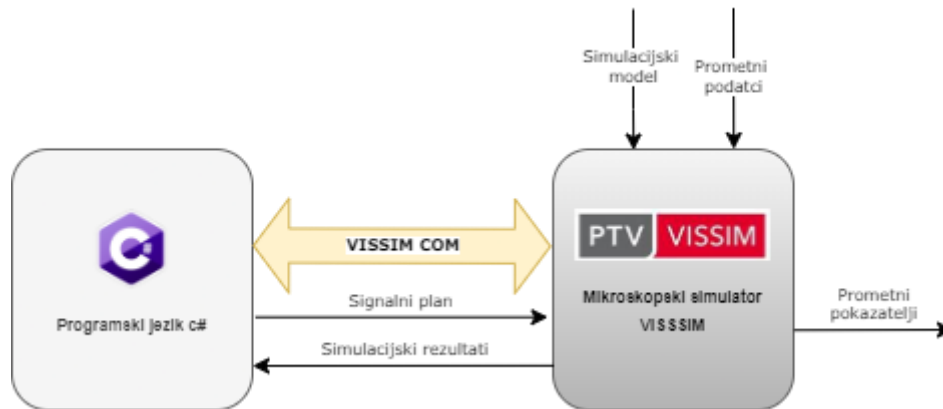 Simulacijski
model
Prometni
podatci
C#
VISSIM COM
PTV VISSIM
Signalni plan
Mikroskopski simulator
VISSSIM
Programski jezik c#
Simulacijski rezultati
Prometni
pokazatelji